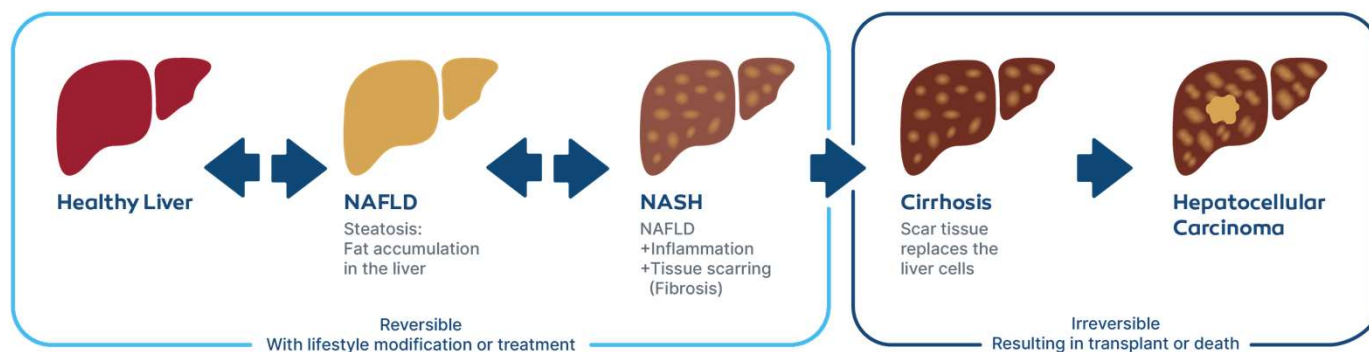 Healthy Liver
NAFLD
Steatosis:
Fat accumulation
in the liver
NASH
NAFLD
+Inflammation
+Tissue scarring
(Fibrosis)
Cirrhosis
Scar tissue
replaces the
liver cells
Hepatocellular
Carcinoma
Reversible
With lifestyle modification or treatment
Irreversible
Resulting in transplant or death